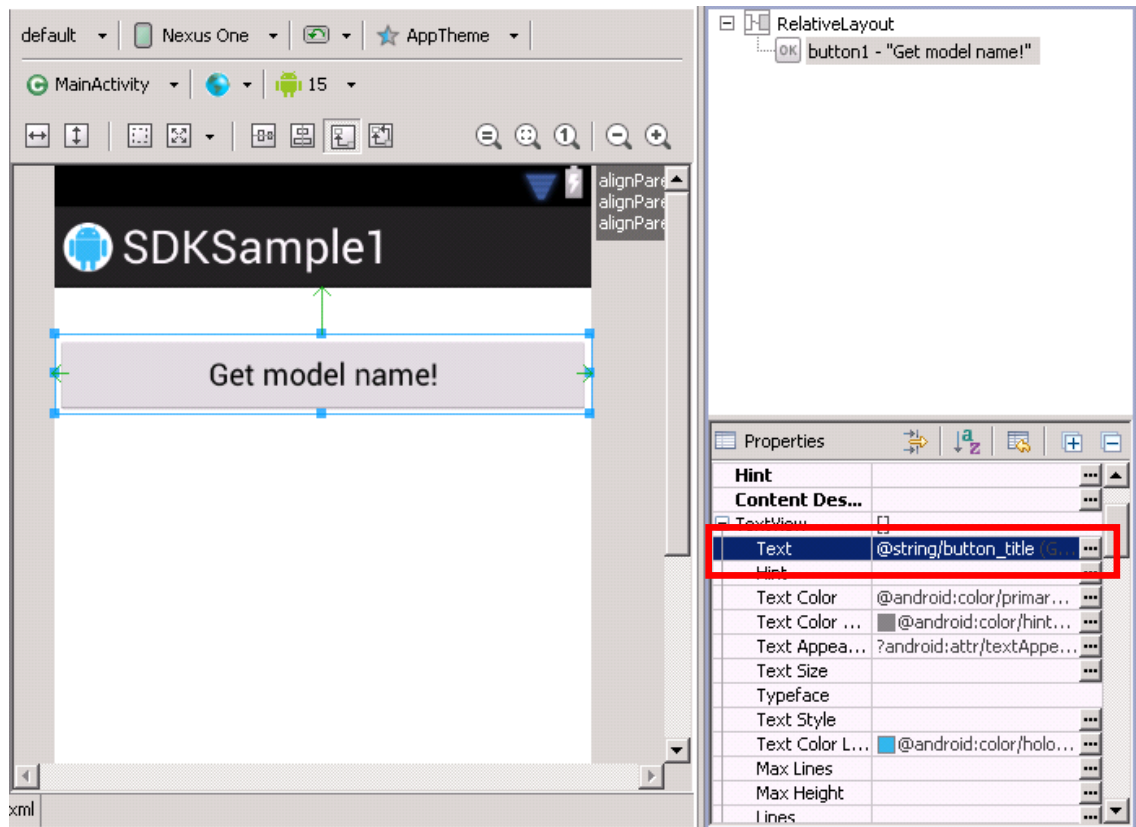 default Nexus One AppTheme
MainActivity 15
alignPare
alignPare
alignPare
SDKSample1
Get model name!
xml
RelativeLayout
OK button1 - "Get model name!"
Properties
Hint
Content Des...
TextView []
Text @string/button_title (G...
Hint
Text Color @android:color/primar...
Text Color ... @android:color/hint...
Text Appea... ?android:attr/textAppe...
Text Size
Typeface
Text Style
Text Color L... @android:color/holo...
Max Lines
Max Height
Lines